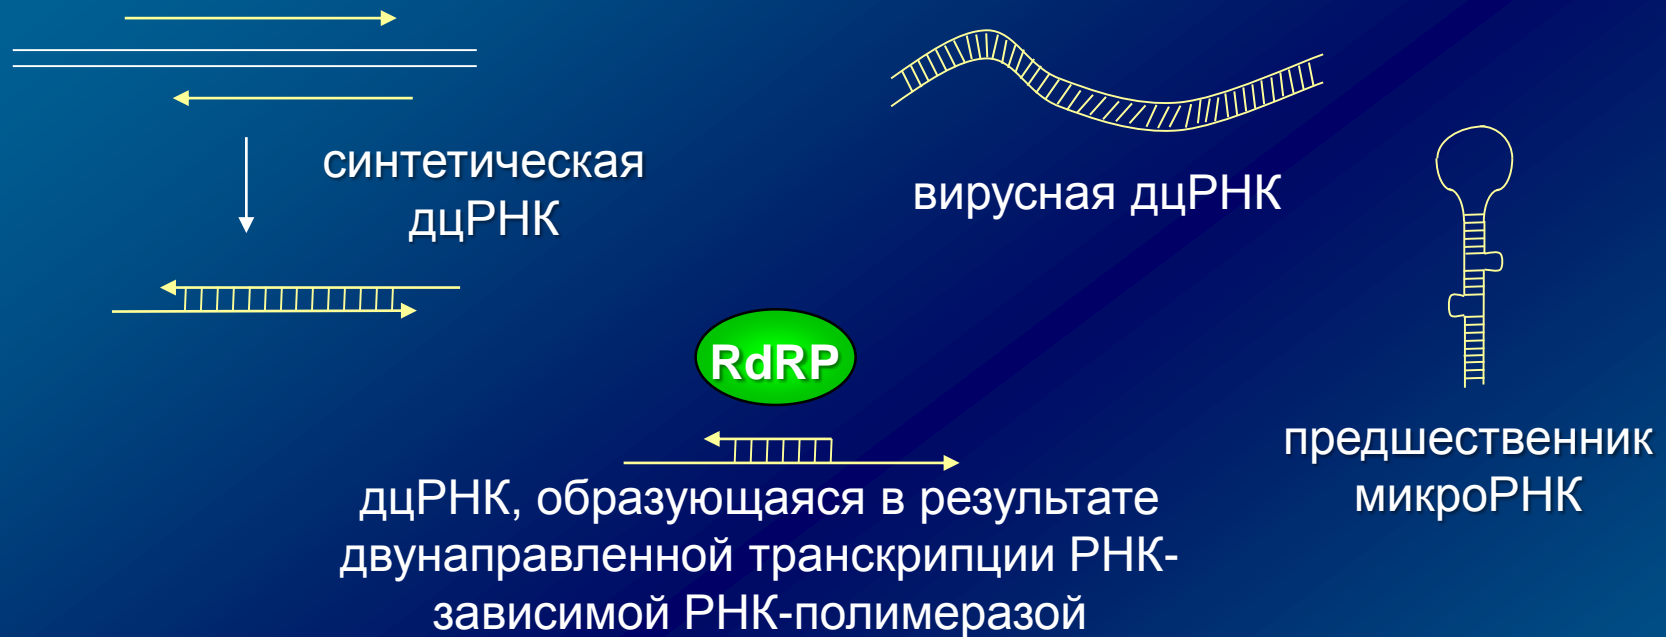 синтетическая
дцРНК
вирусная дцРНК
RdRP
предшественник
микроРНК
дцРНК, образующаяся в результате
двунаправленной транскрипции РНК-
зависимой РНК-полимеразой